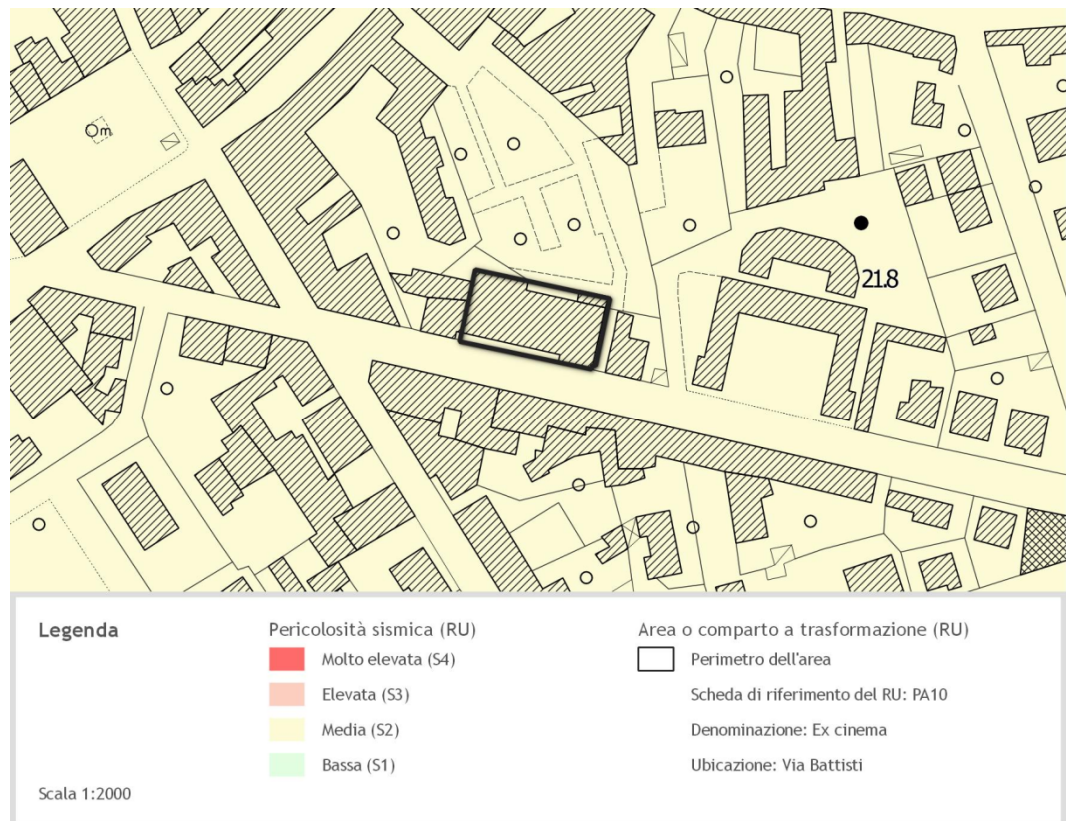 m
21.8
Legenda
Pericolosità sismica (RU)
Molto elevata (S4)
Elevata (S3)
Media (S2)
Bassa (S1)
Area o comparto a trasformazione (RU)
Perimetro dell'area
Scheda di riferimento del RU: PA10
Denominazione: Ex cinema
Ubicazione: Via Battisti
Scala 1:2000